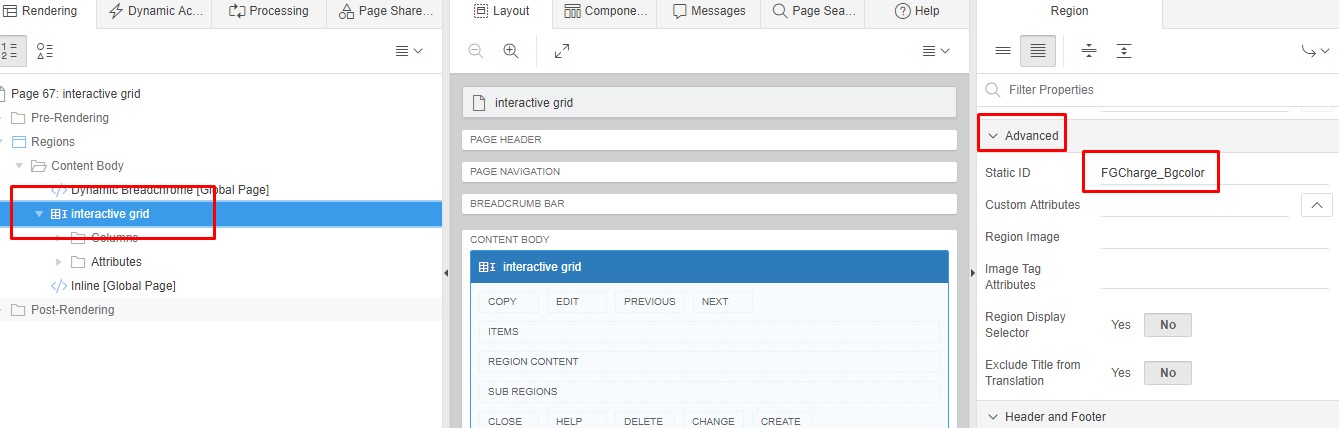 Rendering
Dynamic Ac...
Processing
Page Share...
Layout
Compone...
Messages
Page Sea...
Help
Region
Page 67: interactive grid
Pre-Rendering
Regions
Content Body
Dynamic Breadchrome [Global Page]
interactive grid
Columns
Attributes
Inline [Global Page]
Post-Rendering
interactive grid
PAGE HEADER
PAGE NAVIGATION
BREADCRUMB BAR
CONTENT BODY
interactive grid
COPY EDIT PREVIOUS NEXT
ITEMS
REGION CONTENT
SUB REGIONS
CLOSE HELP DELETE CHANGE CREATE
Filter Properties
Advanced
Static ID FGCharge_Bgcolor
Custom Attributes
Region Image
Image Tag
Attributes
Region Display
Selector Yes No
Exclude Title from
Translation Yes No
Header and Footer